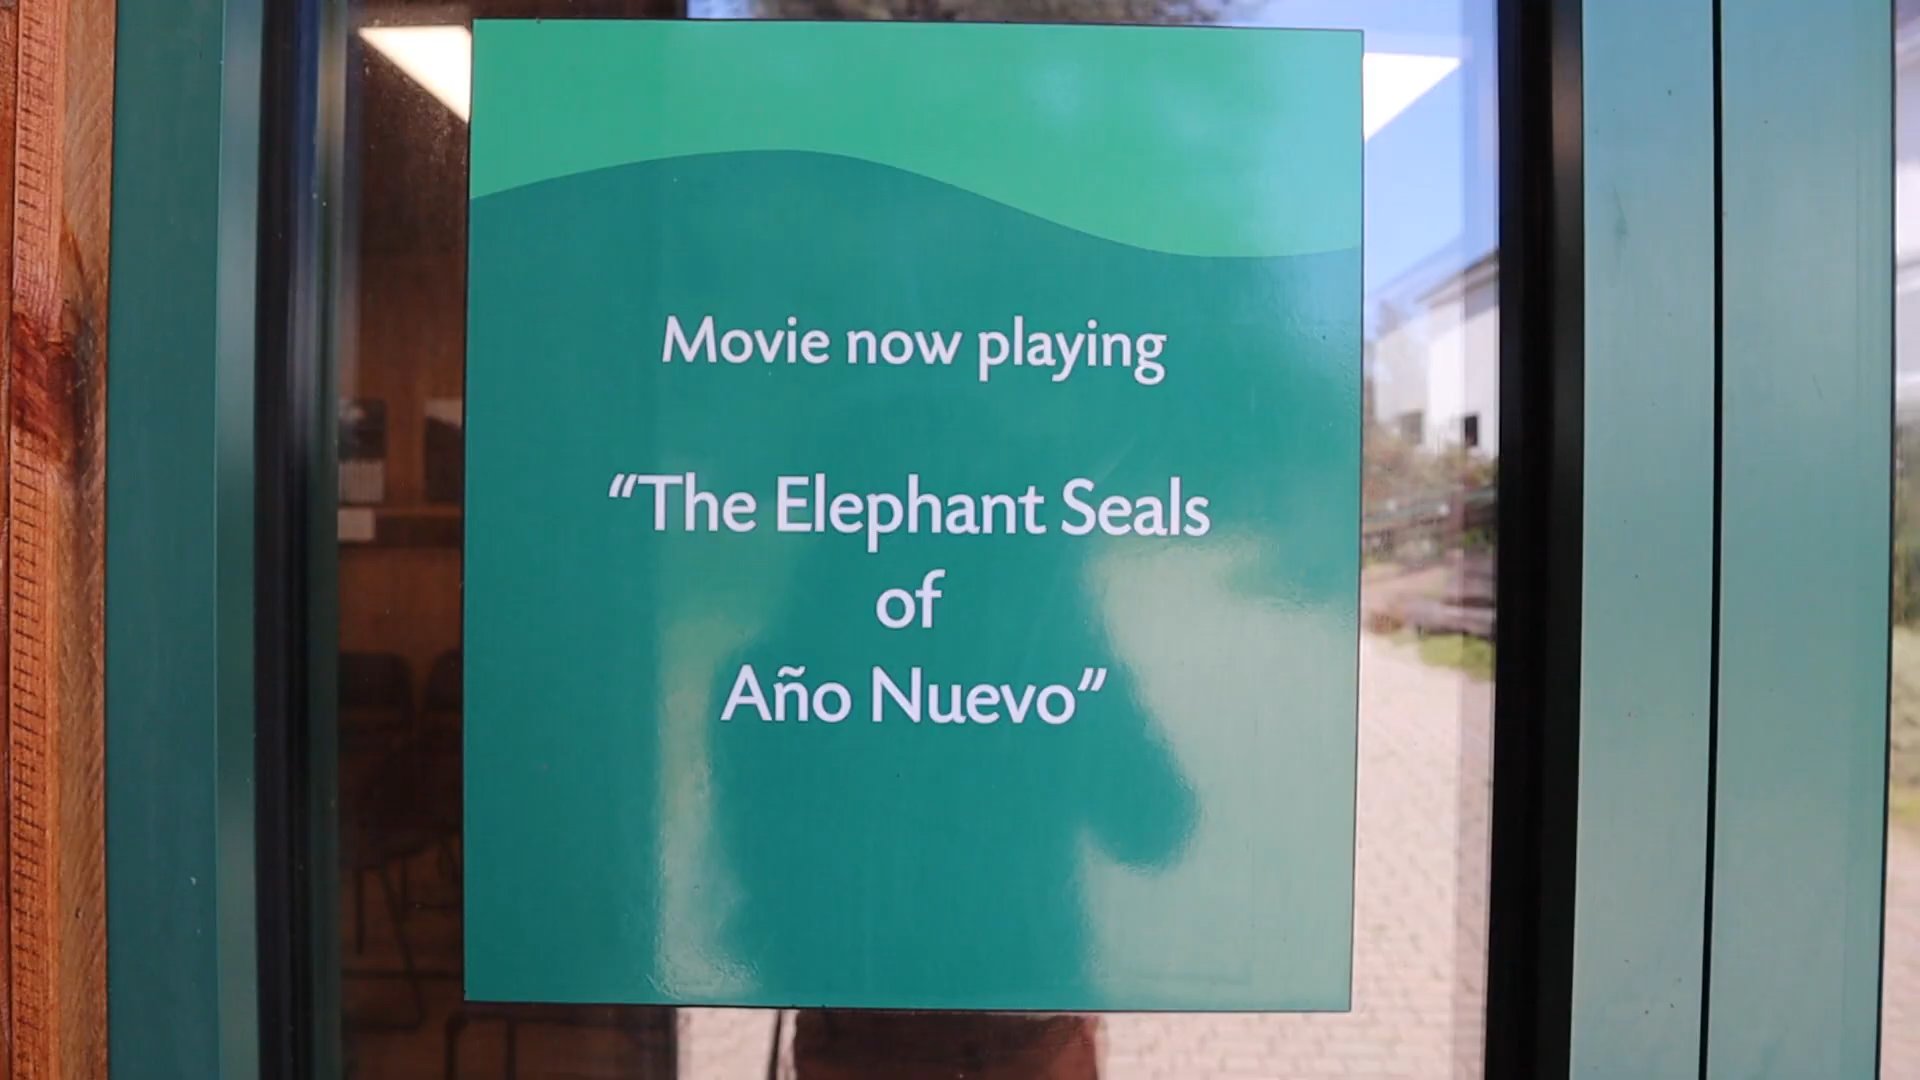 Movie now playing
“The Elephant Seals
of
Año Nuevo”